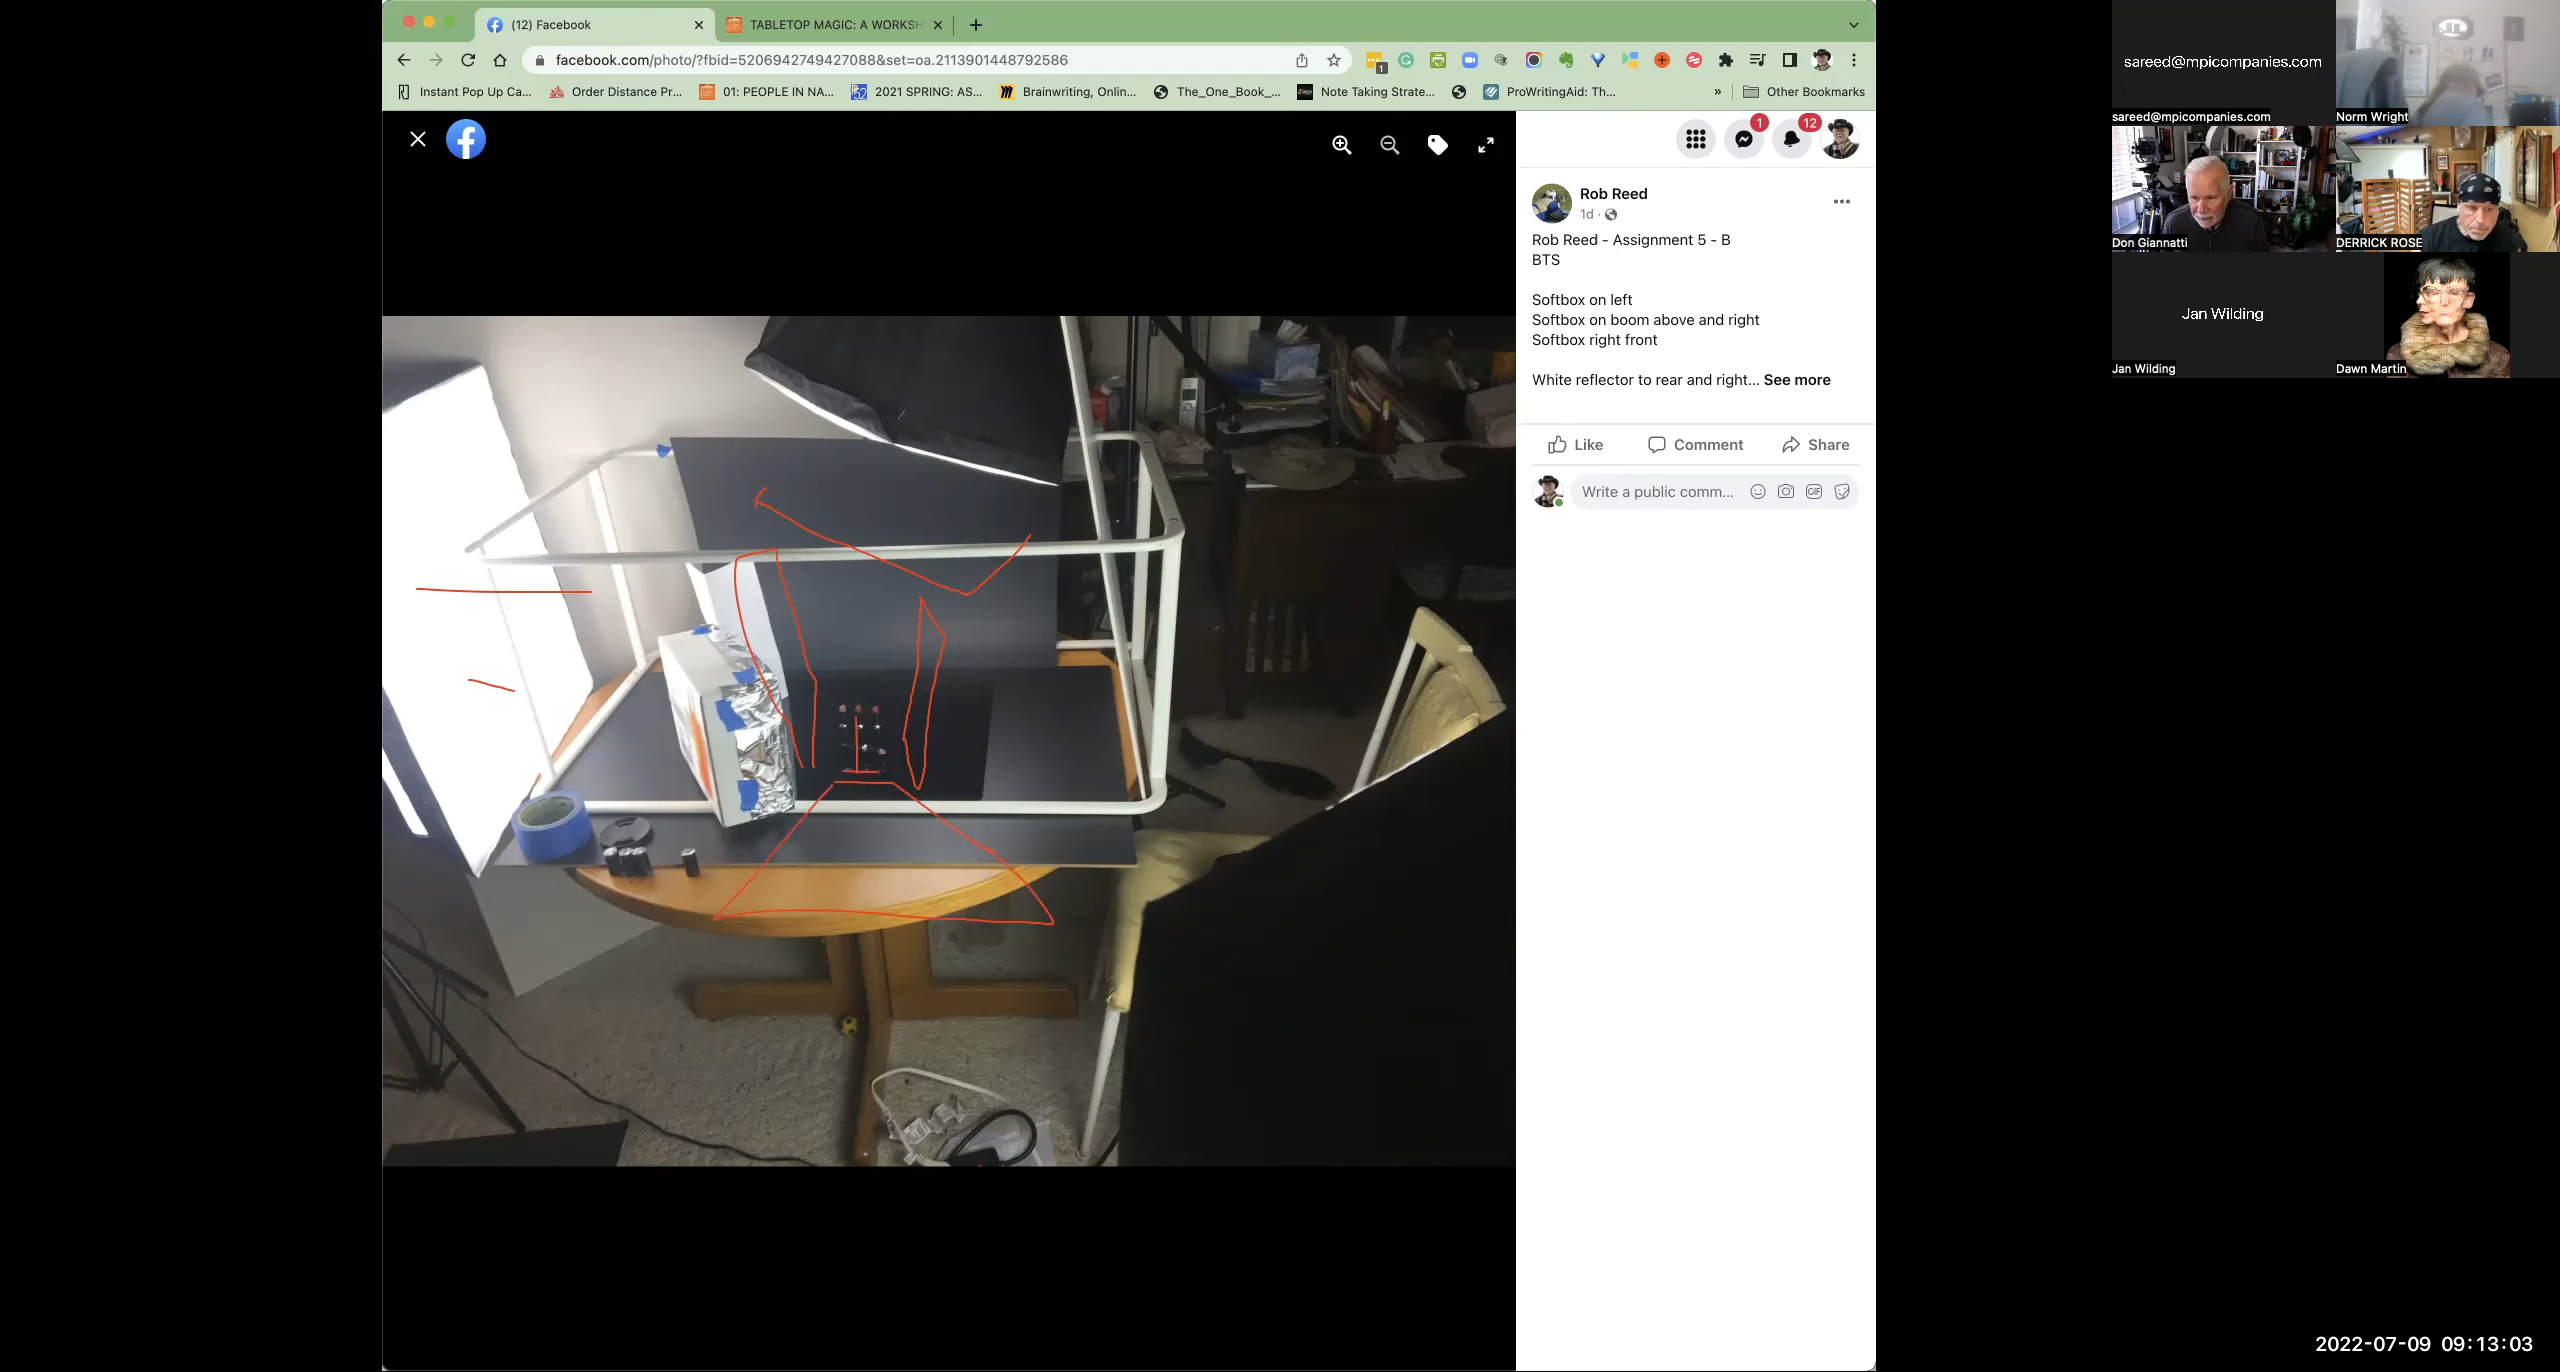 (12) Facebook
TABLETOP MAGIC: A WORKSH
facebook.com/photo/?fbid=5206942749427088&set=oa.2113901448792586
1
Instant Pop Up Ca...
Order Distance Pr...
01: PEOPLE IN NA...
2021 SPRING: AS...
Brainwriting, Onlin...
The_One_Book_...
Note Taking Strate...
ProWritingAid: Th...
»
Other Bookmarks
1
12
Rob Reed
1d ·
Rob Reed - Assignment 5 - B
BTS
Softbox on left
Softbox on boom above and right
Softbox right front
White reflector to rear and right... See more
Like
Comment
Share
Write a public comm...
GIF
sareed@mpicompanies.com
sareed@mpicompanies.com
Norm Wright
Don Giannatti
DERRICK ROSE
Jan Wilding
Jan Wilding
Dawn Martin
2022-07-09 09:13:03